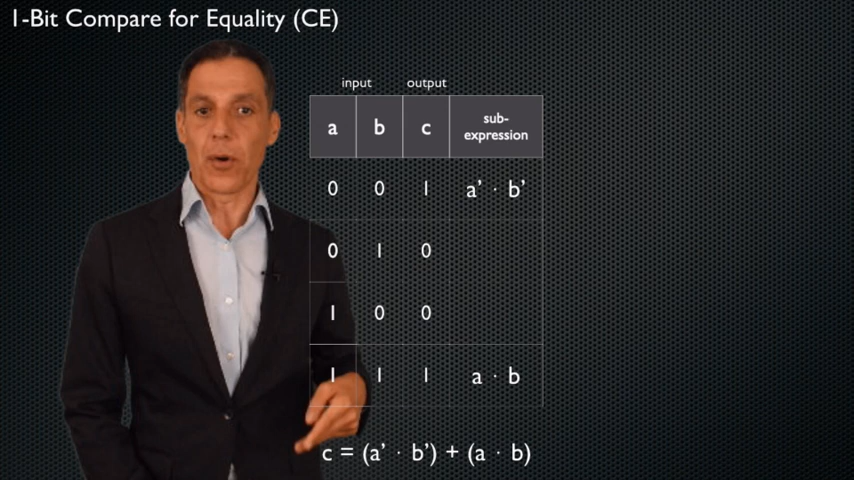 1-Bit Compare for Equality (CE)
input output
a b c sub-expression
0 0 1 a' · b'
0 1 0
1 0 0
1 1 1 a · b
c = (a' · b') + (a · b)